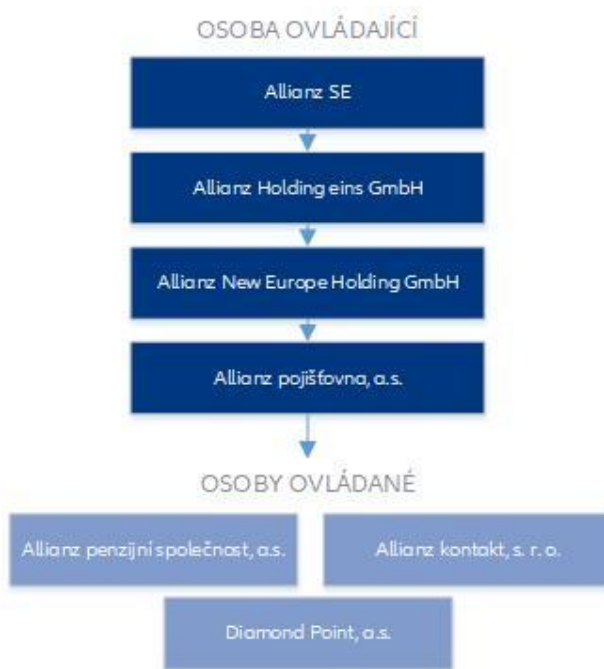 OSOBA OVLÁDAJÍCÍ
Allianz SE
Allianz Holding eins GmbH
Allianz New Europe Holding GmbH
Allianz pojišťovna, a.s.
OSOBY OVLÁDANÉ
Allianz penzijní společnost, a.s.
Allianz kontakt, s. r. o.
Diamond Point, a.s.